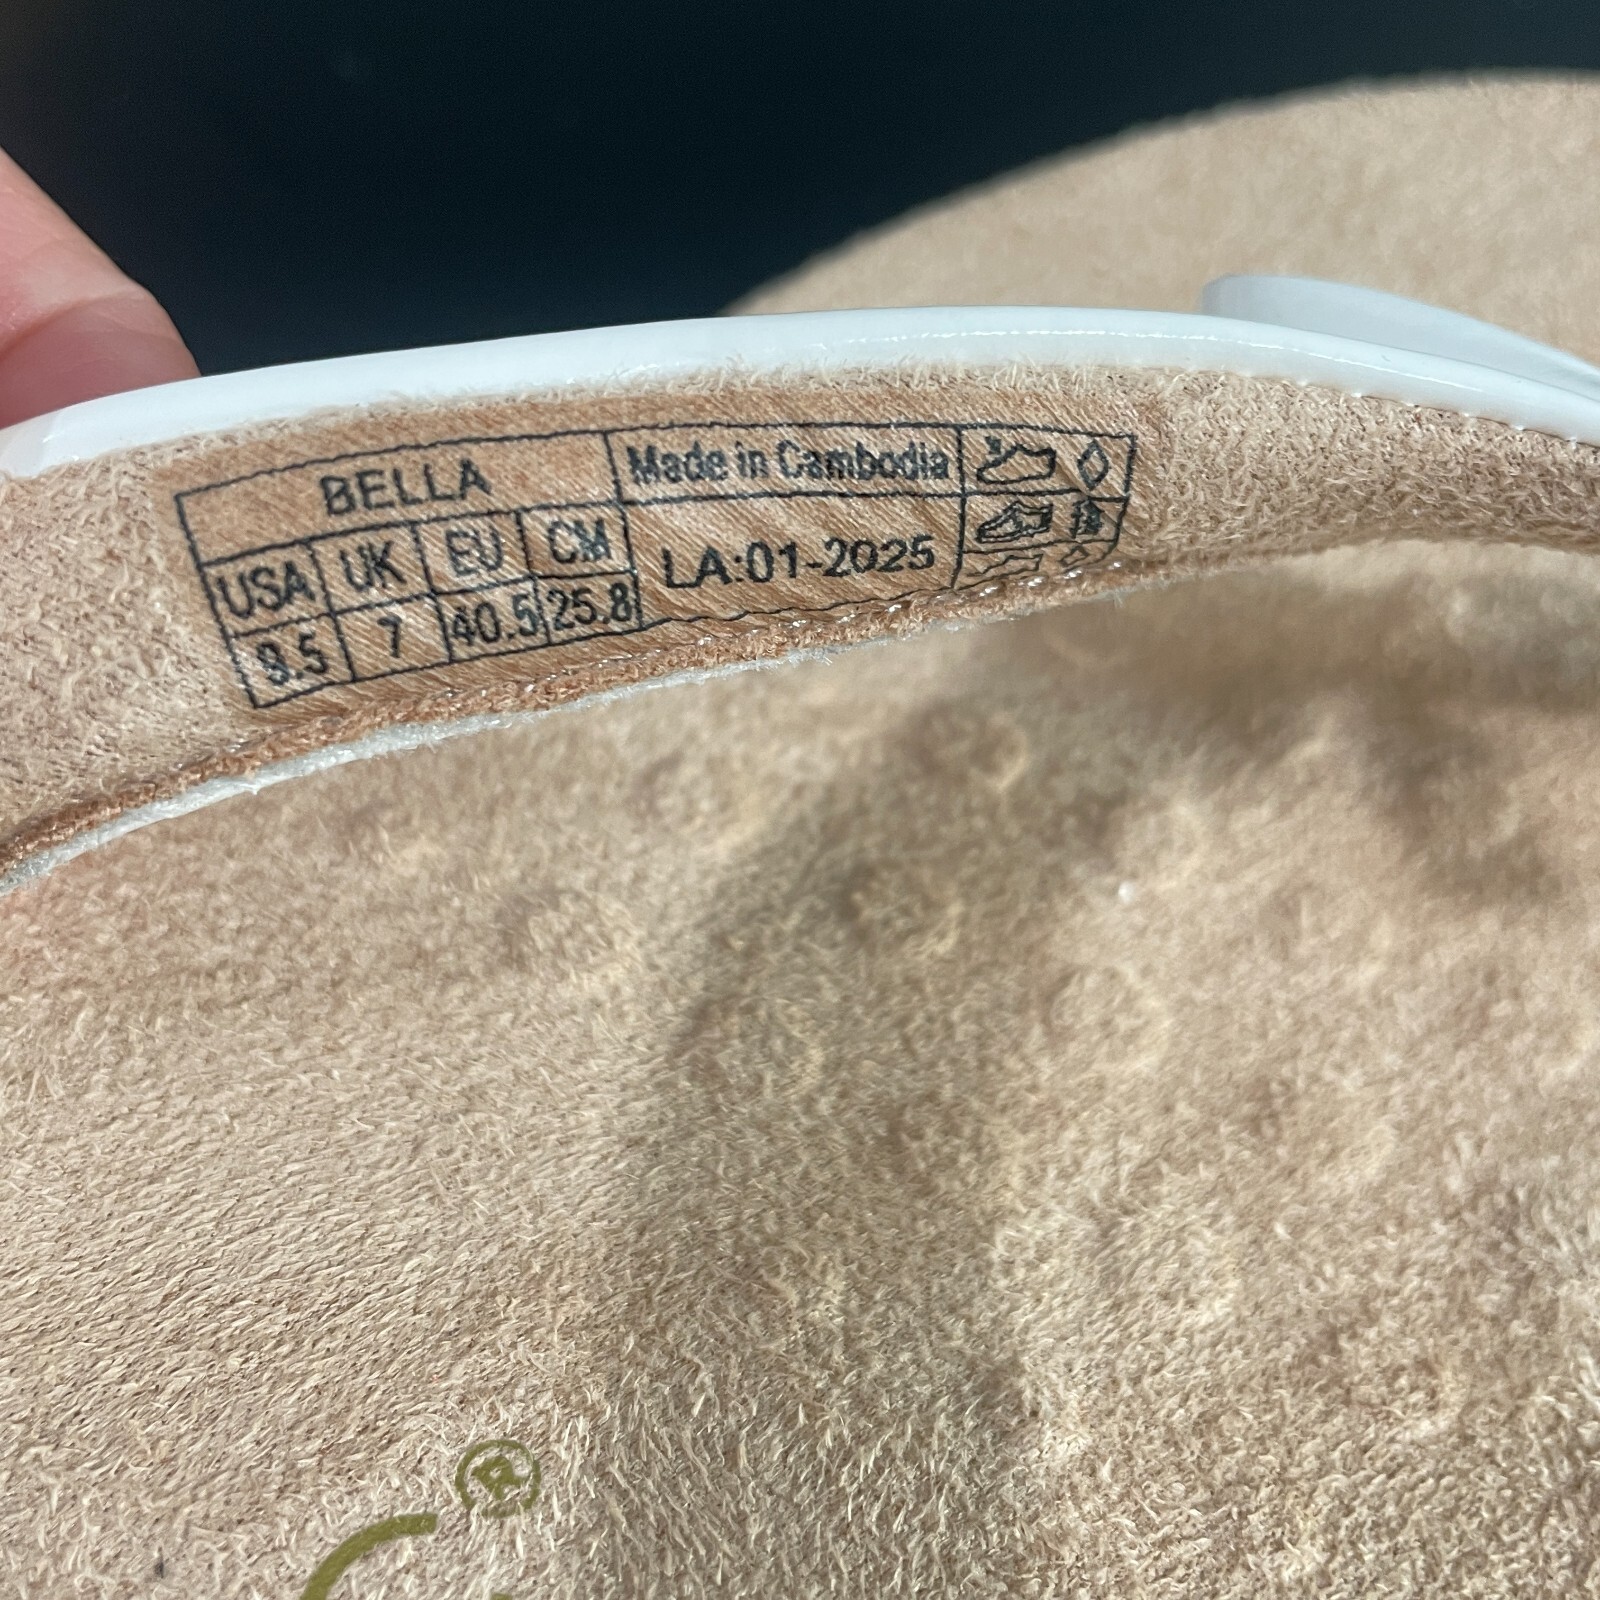 BELLA
Made in Cambodia
USA UK EU CM
LA:01-2025
8.5 7 40.5 25.8
®